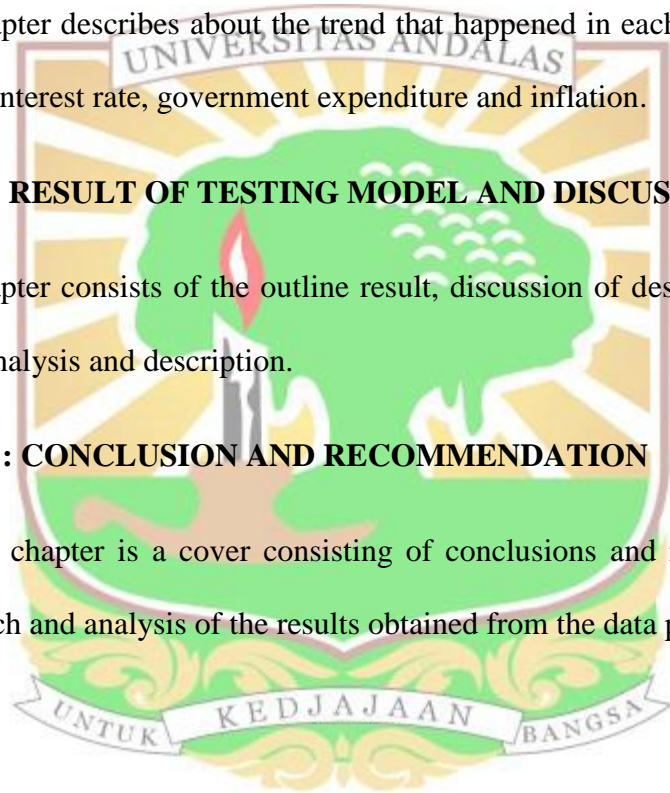 apter describes about the trend that happened in each
UNIVERSITAS ANDALAS
nterest rate, government expenditure and inflation.
RESULT OF TESTING MODEL AND DISCUS
apter consists of the outline result, discussion of des
nalysis and description.
: CONCLUSION AND RECOMMENDATION
chapter is a cover consisting of conclusions and
ch and analysis of the results obtained from the data p
UNTUK KEDJAJAAN BANGSA